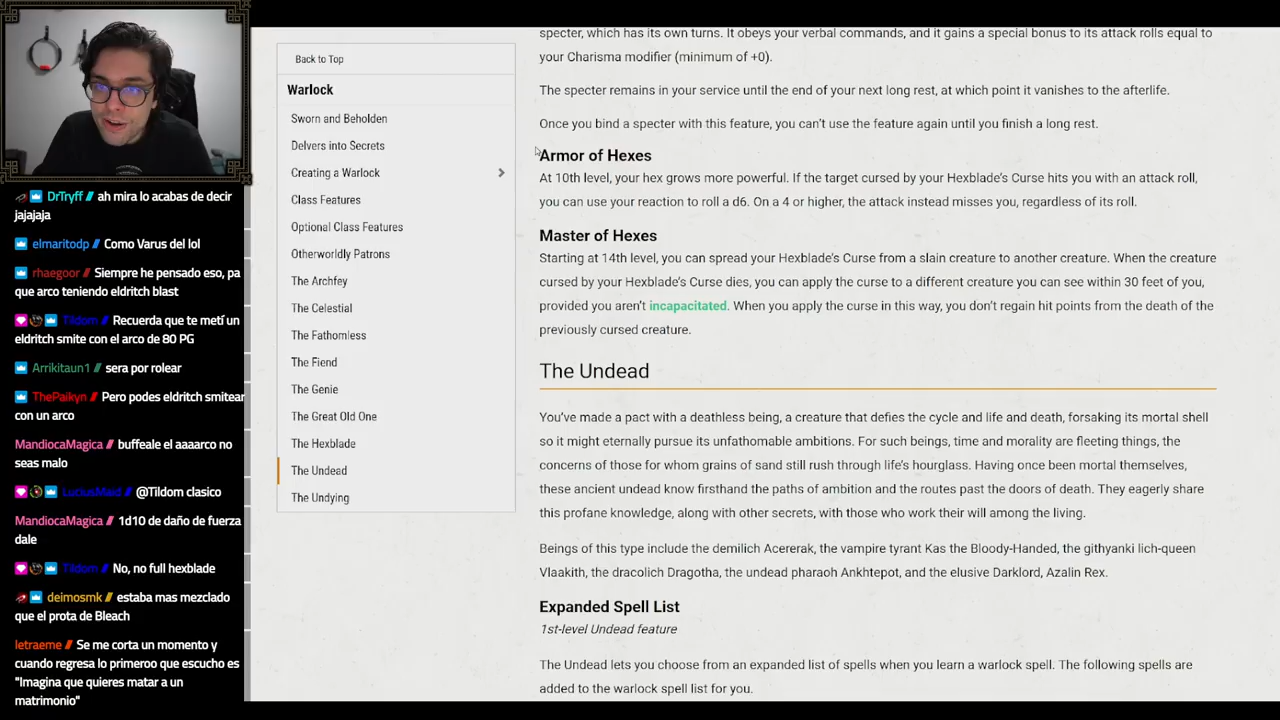 DrTryff // ah mira lo acabas de decir
jajajaja
elmaritodp // Como Varus del lol
rhaegoor // Siempre he pensado eso, pa
que arco teniendo eldritch blast
Tildom // Recuerda que te metí un
eldritch smite con el arco de 80 PG
Arrikitaun1 // sera por rolear
ThePaikyn // Pero podes eldritch smitear
con un arco
MandiocaMagica // buffeale el aaaarco no
seas malo
LutiusMaid // @Tildom clasico
MandiocaMagica // 1d10 de daño de fuerza
dale
Tildom // No, no full hexblade
deimosmk // estaba mas mezclado
que el prota de Bleach
letraeme // Se me corta un momento y
cuando regresa lo primeroo que escucho es
"Imagina que quieres matar a un
matrimonio"
Back to Top
Warlock
Sworn and Beholden
Delvers into Secrets
Creating a Warlock
Class Features
Optional Class Features
Otherworldly Patrons
The Archfey
The Celestial
The Fathomless
The Fiend
The Genie
The Great Old One
The Hexblade
The Undead
The Undying
specter, which has its own turns. It obeys your verbal commands, and it gains a special bonus to its attack rolls equal to
your Charisma modifier (minimum of +0).
The specter remains in your service until the end of your next long rest, at which point it vanishes to the afterlife.
Once you bind a specter with this feature, you can't use the feature again until you finish a long rest.
Armor of Hexes
At 10th level, your hex grows more powerful. If the target cursed by your Hexblade's Curse hits you with an attack roll,
you can use your reaction to roll a d6. On a 4 or higher, the attack instead misses you, regardless of its roll.
Master of Hexes
Starting at 14th level, you can spread your Hexblade's Curse from a slain creature to another creature. When the creature
cursed by your Hexblade's Curse dies, you can apply the curse to a different creature you can see within 30 feet of you,
provided you aren't incapacitated. When you apply the curse in this way, you don't regain hit points from the death of the
previously cursed creature.
The Undead
You've made a pact with a deathless being, a creature that defies the cycle and life and death, forsaking its mortal shell
so it might eternally pursue its unfathomable ambitions. For such beings, time and morality are fleeting things, the
concerns of those for whom grains of sand still rush through life's hourglass. Having once been mortal themselves,
these ancient undead know firsthand the paths of ambition and the routes past the doors of death. They eagerly share
this profane knowledge, along with other secrets, with those who work their will among the living.
Beings of this type include the demilich Acererak, the vampire tyrant Kas the Bloody-Handed, the githyanki lich-queen
Vlaakith, the dracolich Dragotha, the undead pharaoh Ankhtepot, and the elusive Darklord, Azalin Rex.
Expanded Spell List
1st-level Undead feature
The Undead lets you choose from an expanded list of spells when you learn a warlock spell. The following spells are
added to the warlock spell list for you.